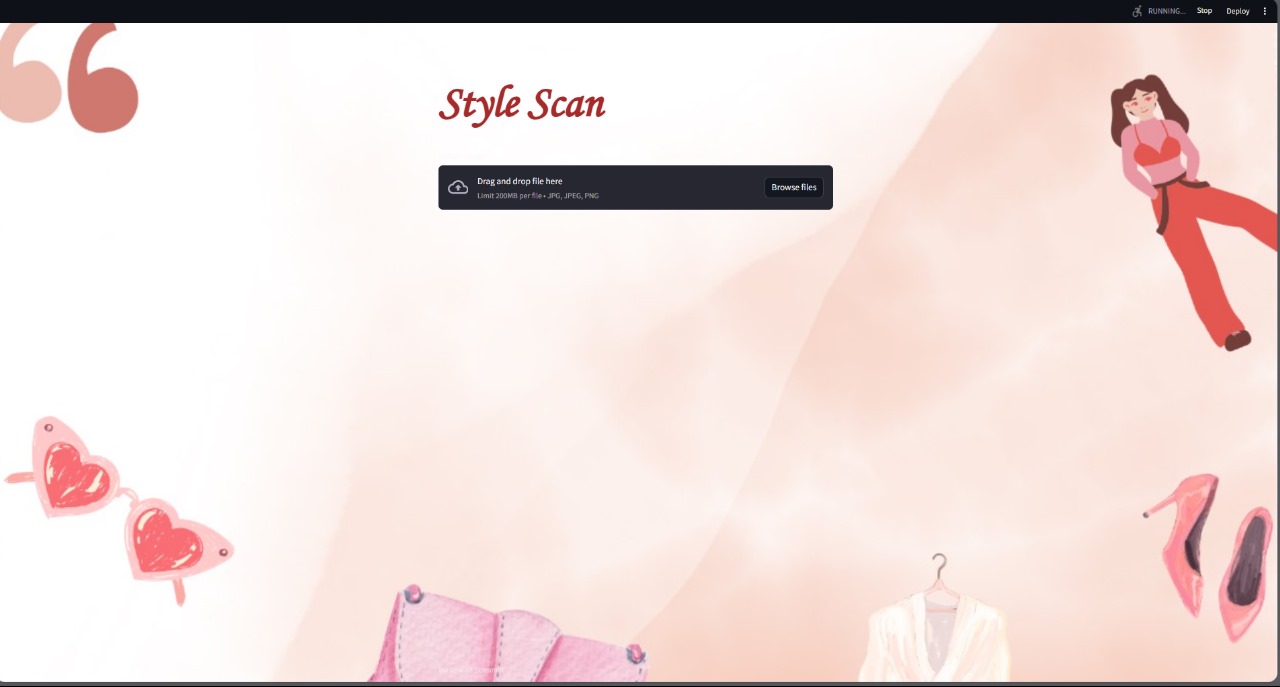 RUNNING... Stop Deploy
Style Scan
Drag and drop file here
Limit 200MB per file • JPG, JPEG, PNG
Browse files